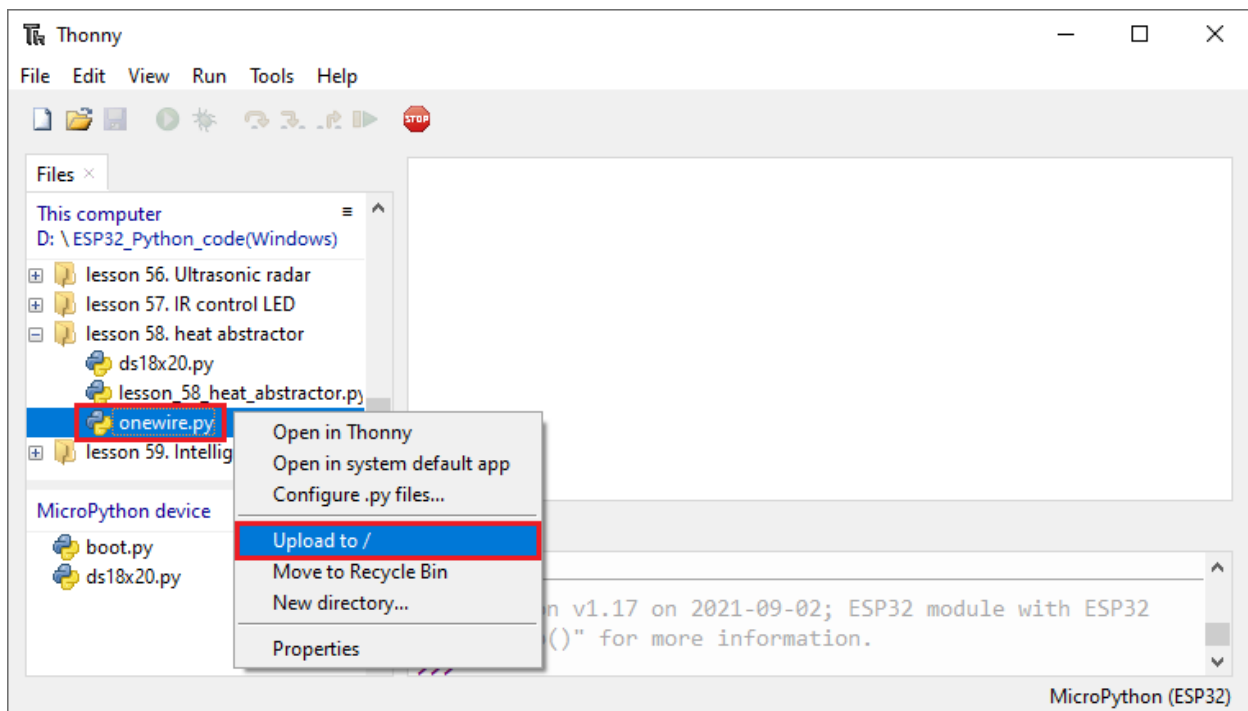 Thonny
File Edit View Run Tools Help
STOP
Files
This computer
D: \ESP32_Python_code(Windows)
lesson 56. Ultrasonic radar
lesson 57. IR control LED
lesson 58. heat abstractor
ds18x20.py
lesson_58_heat_abstractor.py
onewire.py
lesson 59. Intellig
Open in Thonny
Open in system default app
Configure .py files...
Upload to /
Move to Recycle Bin
New directory...
Properties
MicroPython device
boot.py
ds18x20.py
n v1.17 on 2021-09-02; ESP32 module with ESP32
()" for more information.
>>>
MicroPython (ESP32)